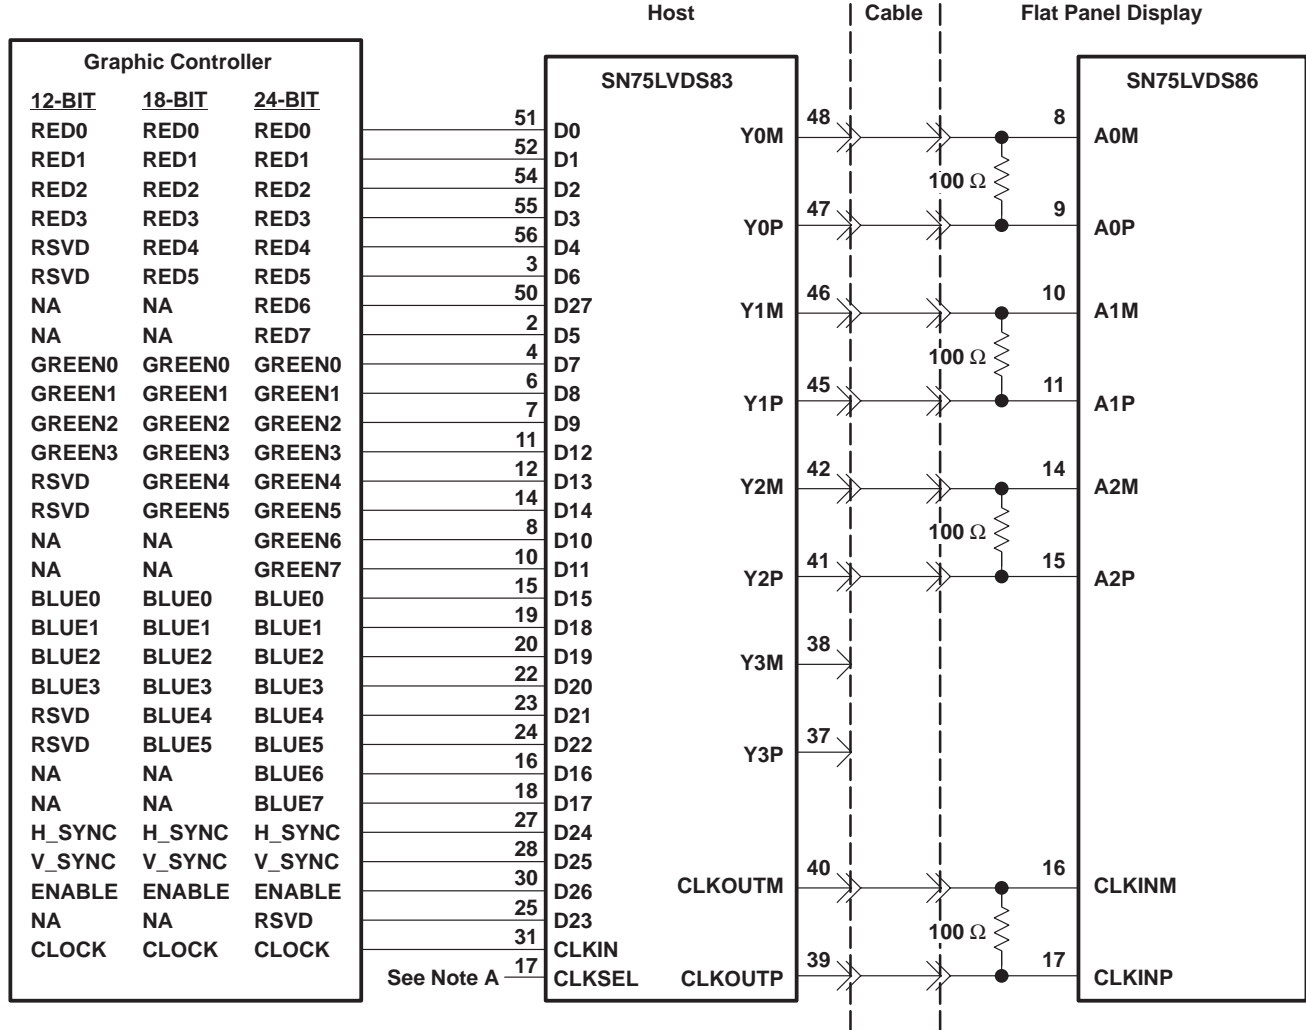 Host Cable Flat Panel Display
Graphic Controller
12-BIT 18-BIT 24-BIT
RED0 RED0 RED0
RED1 RED1 RED1
RED2 RED2 RED2
RED3 RED3 RED3
RSVD RED4 RED4
RSVD RED5 RED5
NA NA RED6
NA NA RED7
GREEN0 GREEN0 GREEN0
GREEN1 GREEN1 GREEN1
GREEN2 GREEN2 GREEN2
GREEN3 GREEN3 GREEN3
RSVD GREEN4 GREEN4
RSVD GREEN5 GREEN5
NA NA GREEN6
NA NA GREEN7
BLUE0 BLUE0 BLUE0
BLUE1 BLUE1 BLUE1
BLUE2 BLUE2 BLUE2
BLUE3 BLUE3 BLUE3
RSVD BLUE4 BLUE4
RSVD BLUE5 BLUE5
NA NA BLUE6
NA NA BLUE7
H_SYNC H_SYNC H_SYNC
V_SYNC V_SYNC V_SYNC
ENABLE ENABLE ENABLE
NA NA RSVD
CLOCK CLOCK CLOCK
SN75LVDS83
51 D0
52 D1
54 D2
55 D3
56 D4
3 D6
50 D27
2 D5
4 D7
6 D8
7 D9
11 D12
12 D13
14 D14
8 D10
10 D11
15 D15
19 D18
20 D19
22 D20
23 D21
24 D22
16 D16
18 D17
27 D24
28 D25
30 D26
25 D23
31 CLKIN
See Note A 17 CLKSEL
Y0M 48
Y0P 47
Y1M 46
Y1P 45
Y2M 42
Y2P 41
Y3M 38
Y3P 37
CLKOUTM 40
CLKOUTP 39
100 Ω
100 Ω
100 Ω
100 Ω
SN75LVDS86
8 A0M
9 A0P
10 A1M
11 A1P
14 A2M
15 A2P
16 CLKINM
17 CLKINP